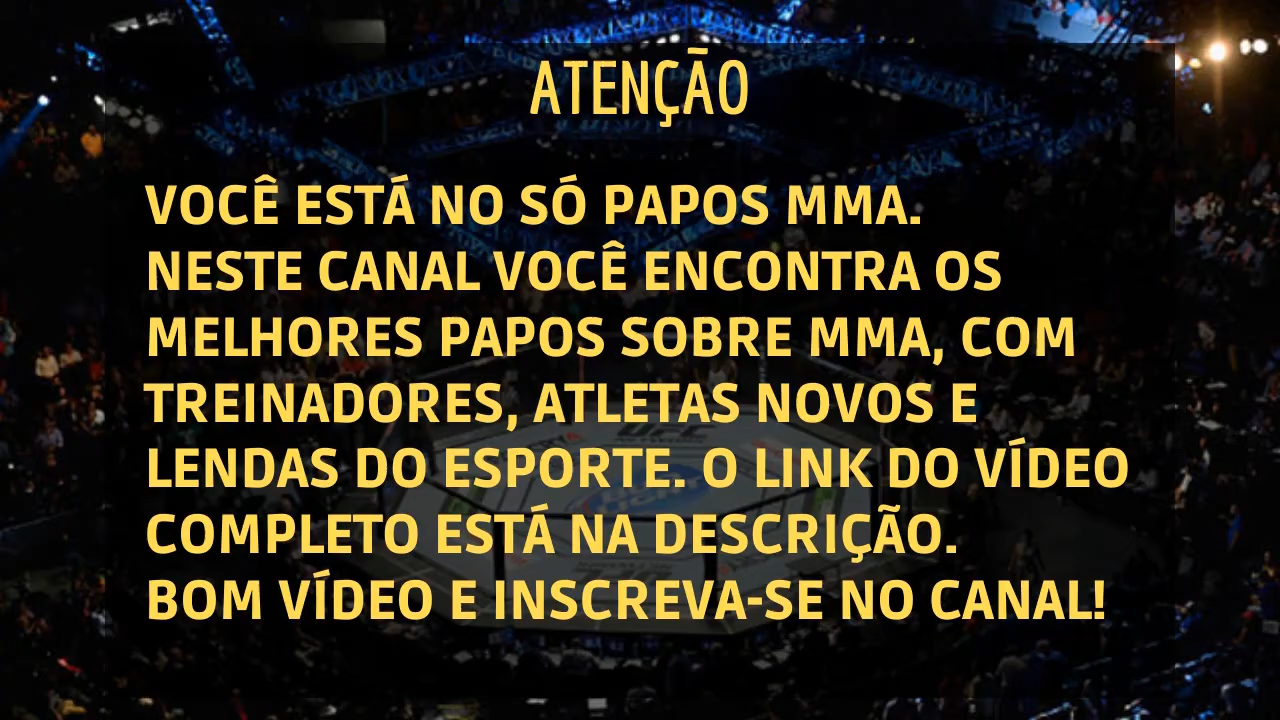 ATENÇÃO
VOCÊ ESTÁ NO SÓ PAPOS MMA.
NESTE CANAL VOCÊ ENCONTRA OS
MELHORES PAPOS SOBRE MMA, COM
TREINADORES, ATLETAS NOVOS E
LENDAS DO ESPORTE. O LINK DO VÍDEO
COMPLETO ESTÁ NA DESCRIÇÃO.
BOM VÍDEO E INSCREVA-SE NO CANAL!